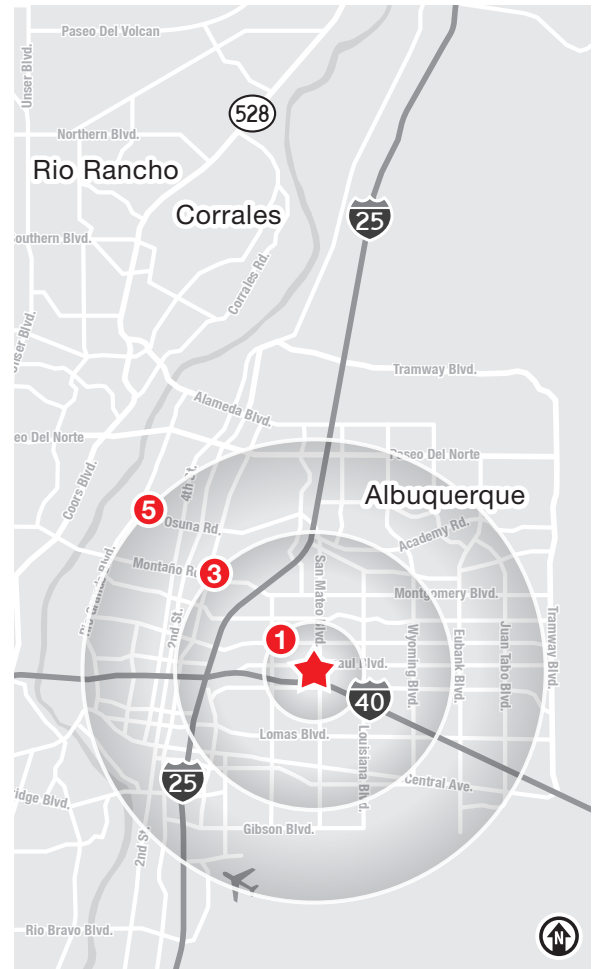 Paseo Del Volcan
Unser Blvd.
528
Northern Blvd.
Rio Rancho
Corrales
25
outhern Blvd.
Corrales Rd.
nser Blvd.
Tramway Blvd.
Alameda Blvd.
eo Del Norte
Paseo Del Norte
4th St.
Coors Blvd.
Albuquerque
5
Osuna Rd.
Academy Rd.
3
Montaño Rd.
San Mateo Blvd.
Montgomery Blvd.
Rio Grande Blvd.
2nd St.
1
Wyoming Blvd.
Eubank Blvd.
Juan Tabo Blvd.
Tramway Blvd.
aul Blvd.
40
Lomas Blvd.
Louisiana Blvd.
25
Central Ave.
ridge Blvd.
Gibson Blvd.
2nd St.
Rio Bravo Blvd.
N